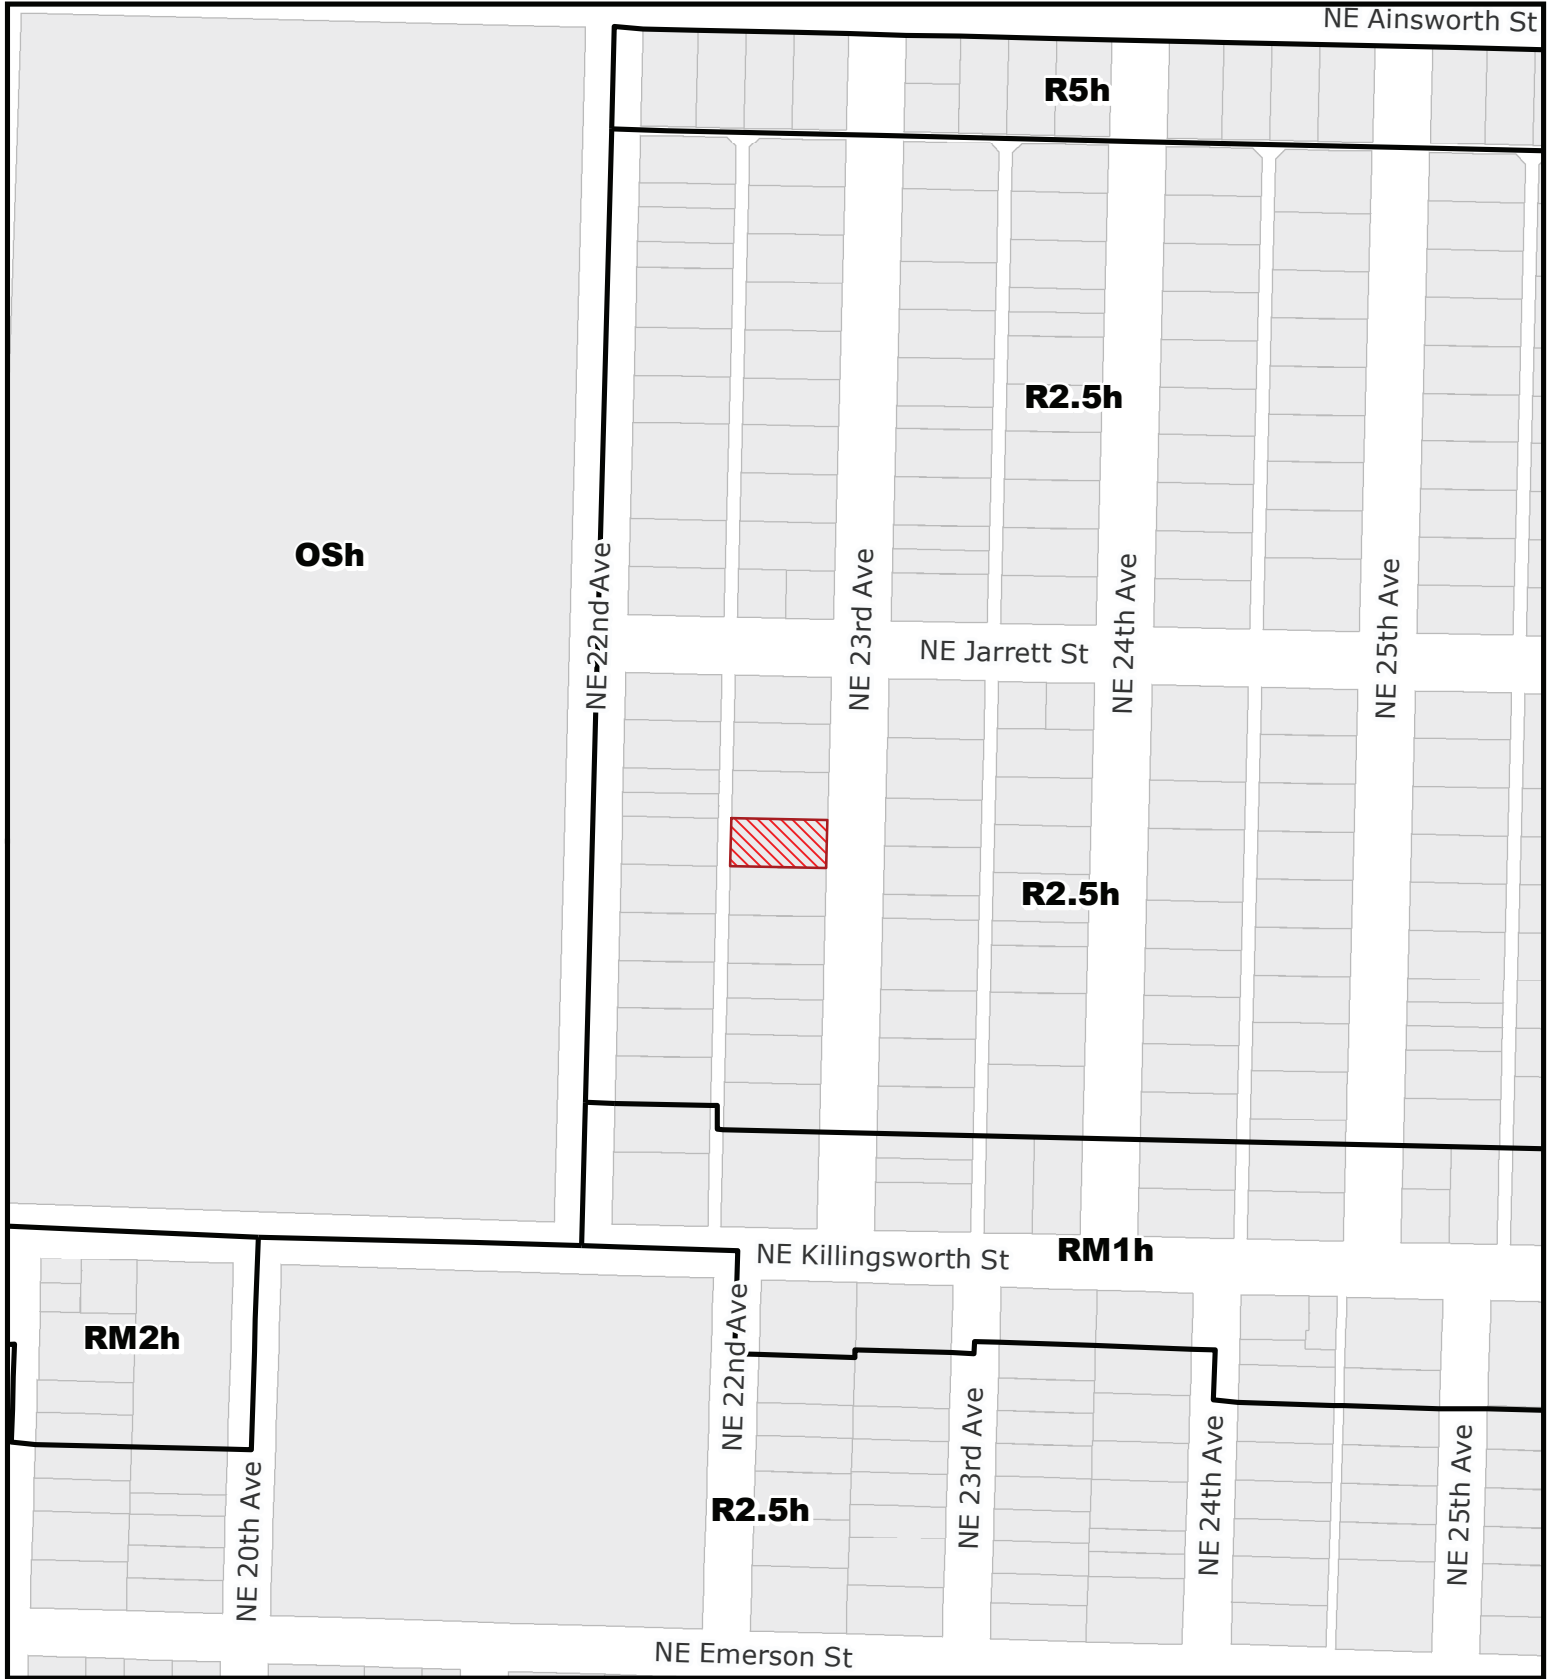 NE Ainsworth St
R5h
R2.5h
OSh
NE 22nd Ave
NE 23rd Ave
NE 24th Ave
NE 25th Ave
NE Jarrett St
R2.5h
NE Killingsworth St
RM1h
RM2h
NE 22nd Ave
NE 23rd Ave
NE 24th Ave
NE 25th Ave
NE 20th Ave
R2.5h
NE Emerson St